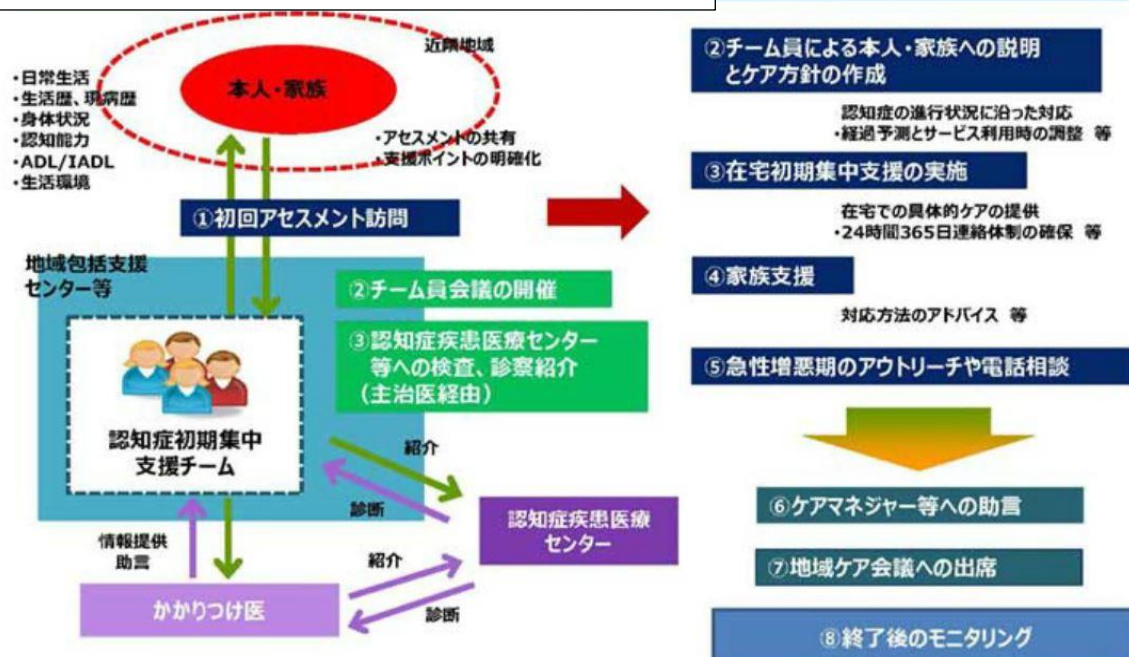 近隣地域
本人・家族
・日常生活
・生活歴、現病歴
・身体状況
・認知能力
・ADL/IADL
・生活環境
・アセスメントの共有
・支援ポイントの明確化
①初回アセスメント訪問
地域包括支援
センター等
②チーム員会議の開催
③認知症疾患医療センター
等への検査、診察紹介
（主治医経由）
認知症初期集中
支援チーム
紹介
診断
認知症疾患医療
センター
情報提供
助言
紹介
診断
かかりつけ医
②チーム員による本人・家族への説明
とケア方針の作成
認知症の進行状況に沿った対応
・経過予測とサービス利用時の調整 等
③在宅初期集中支援の実施
在宅での具体的ケアの提供
・24時間365日連絡体制の確保 等
④家族支援
対応方法のアドバイス 等
⑤急性増悪期のアウトリーチや電話相談
⑥ケアマネジャー等への助言
⑦地域ケア会議への出席
⑧終了後のモニタリング